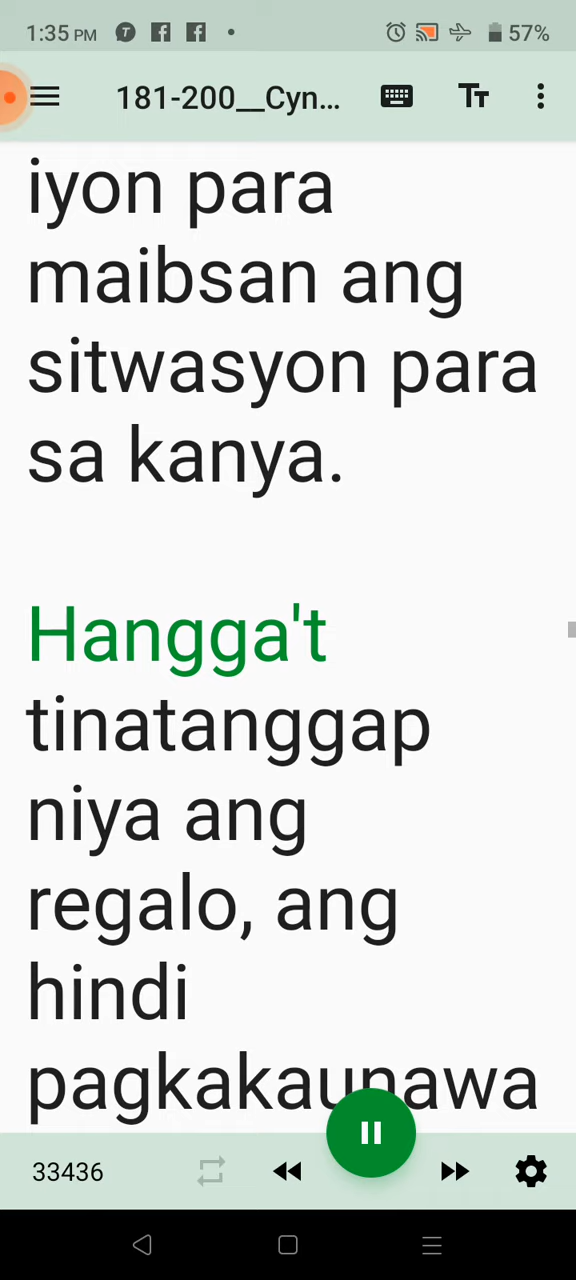 1:35 PM
57%
181-200__Cyn...
TT
iyon para
maibsan ang
sitwasyon para
sa kanya.
Hangga't
tinatanggap
niya ang
regalo, ang
hindi
pagkakaunawa
33436